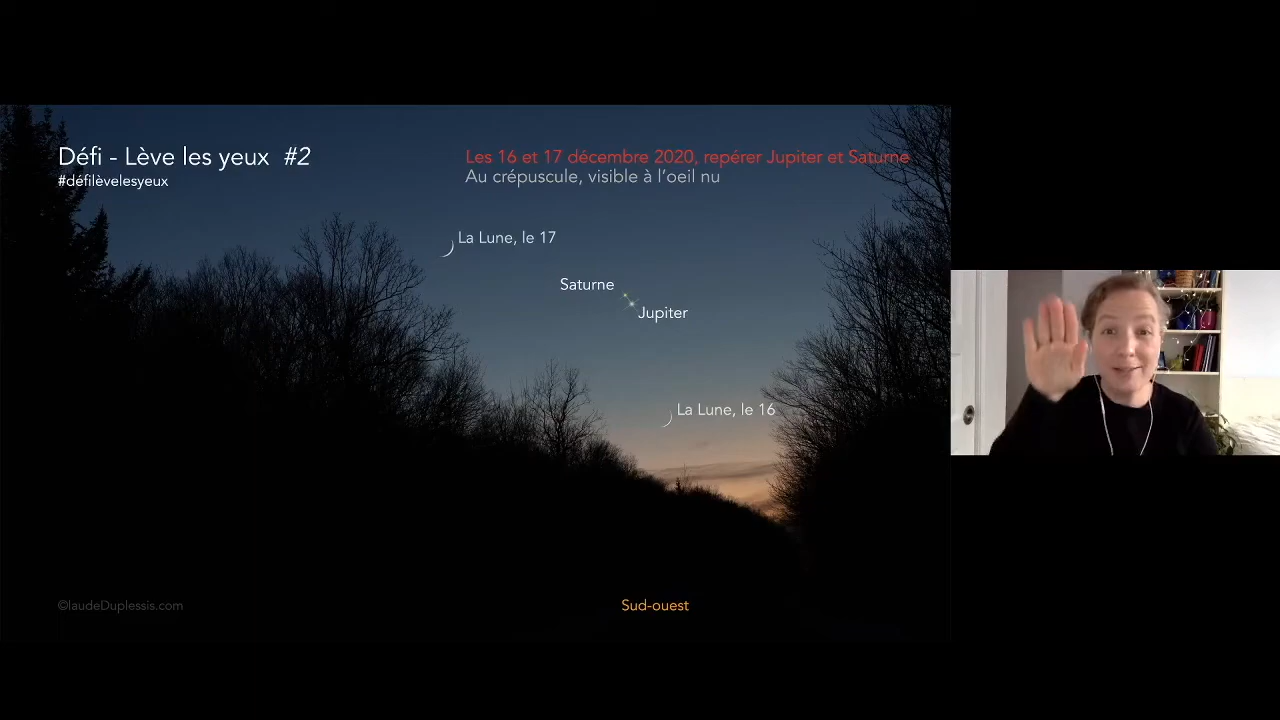 Défi - Lève les yeux #2
#défilèvelesyeux
Les 16 et 17 décembre 2020, repérer Jupiter et Saturne
Au crépuscule, visible à l'oeil nu
La Lune, le 17
Saturne
Jupiter
La Lune, le 16
©laudeDuplessis.com
Sud-ouest